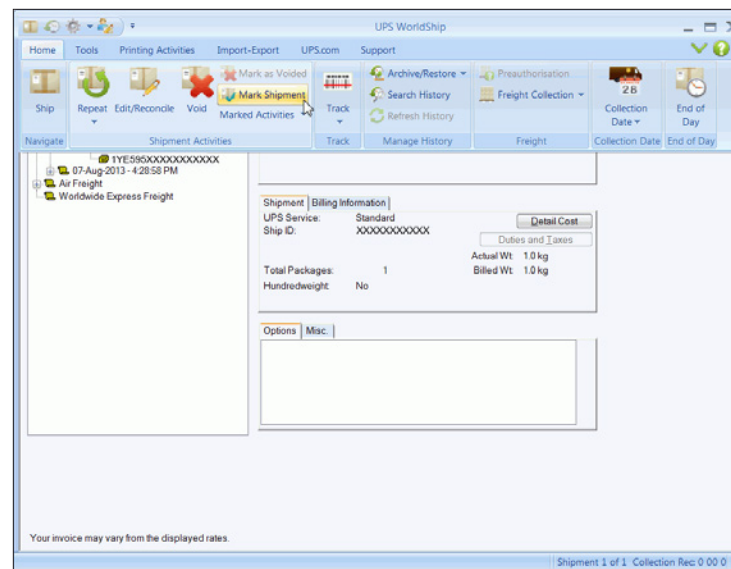 UPS WorldShip
Home Tools Printing Activities Import-Export UPS.com Support
Ship
Navigate
Repeat
Edit/Reconcile
Void
Mark as Voided
Mark Shipment
Marked Activities
Shipment Activities
Track
Track
Archive/Restore
Search History
Refresh History
Manage History
Preauthorisation
Freight Collection
Freight
28
Collection
Date
Collection Date
End of
Day
End of Day
1YE595XXXXXXXXXXX
07-Aug-2013 - 4:28:58 PM
Air Freight
Worldwide Express Freight
Shipment Billing Information
UPS Service: Standard
Ship ID: XXXXXXXXXXX
Detail Cost
Duties and Taxes
Actual Wt: 1.0 kg
Total Packages: 1 Billed Wt: 1.0 kg
Hundredweight: No
Options Misc.
Your invoice may vary from the displayed rates.
Shipment 1 of 1 Collection Rec: 0 00 0